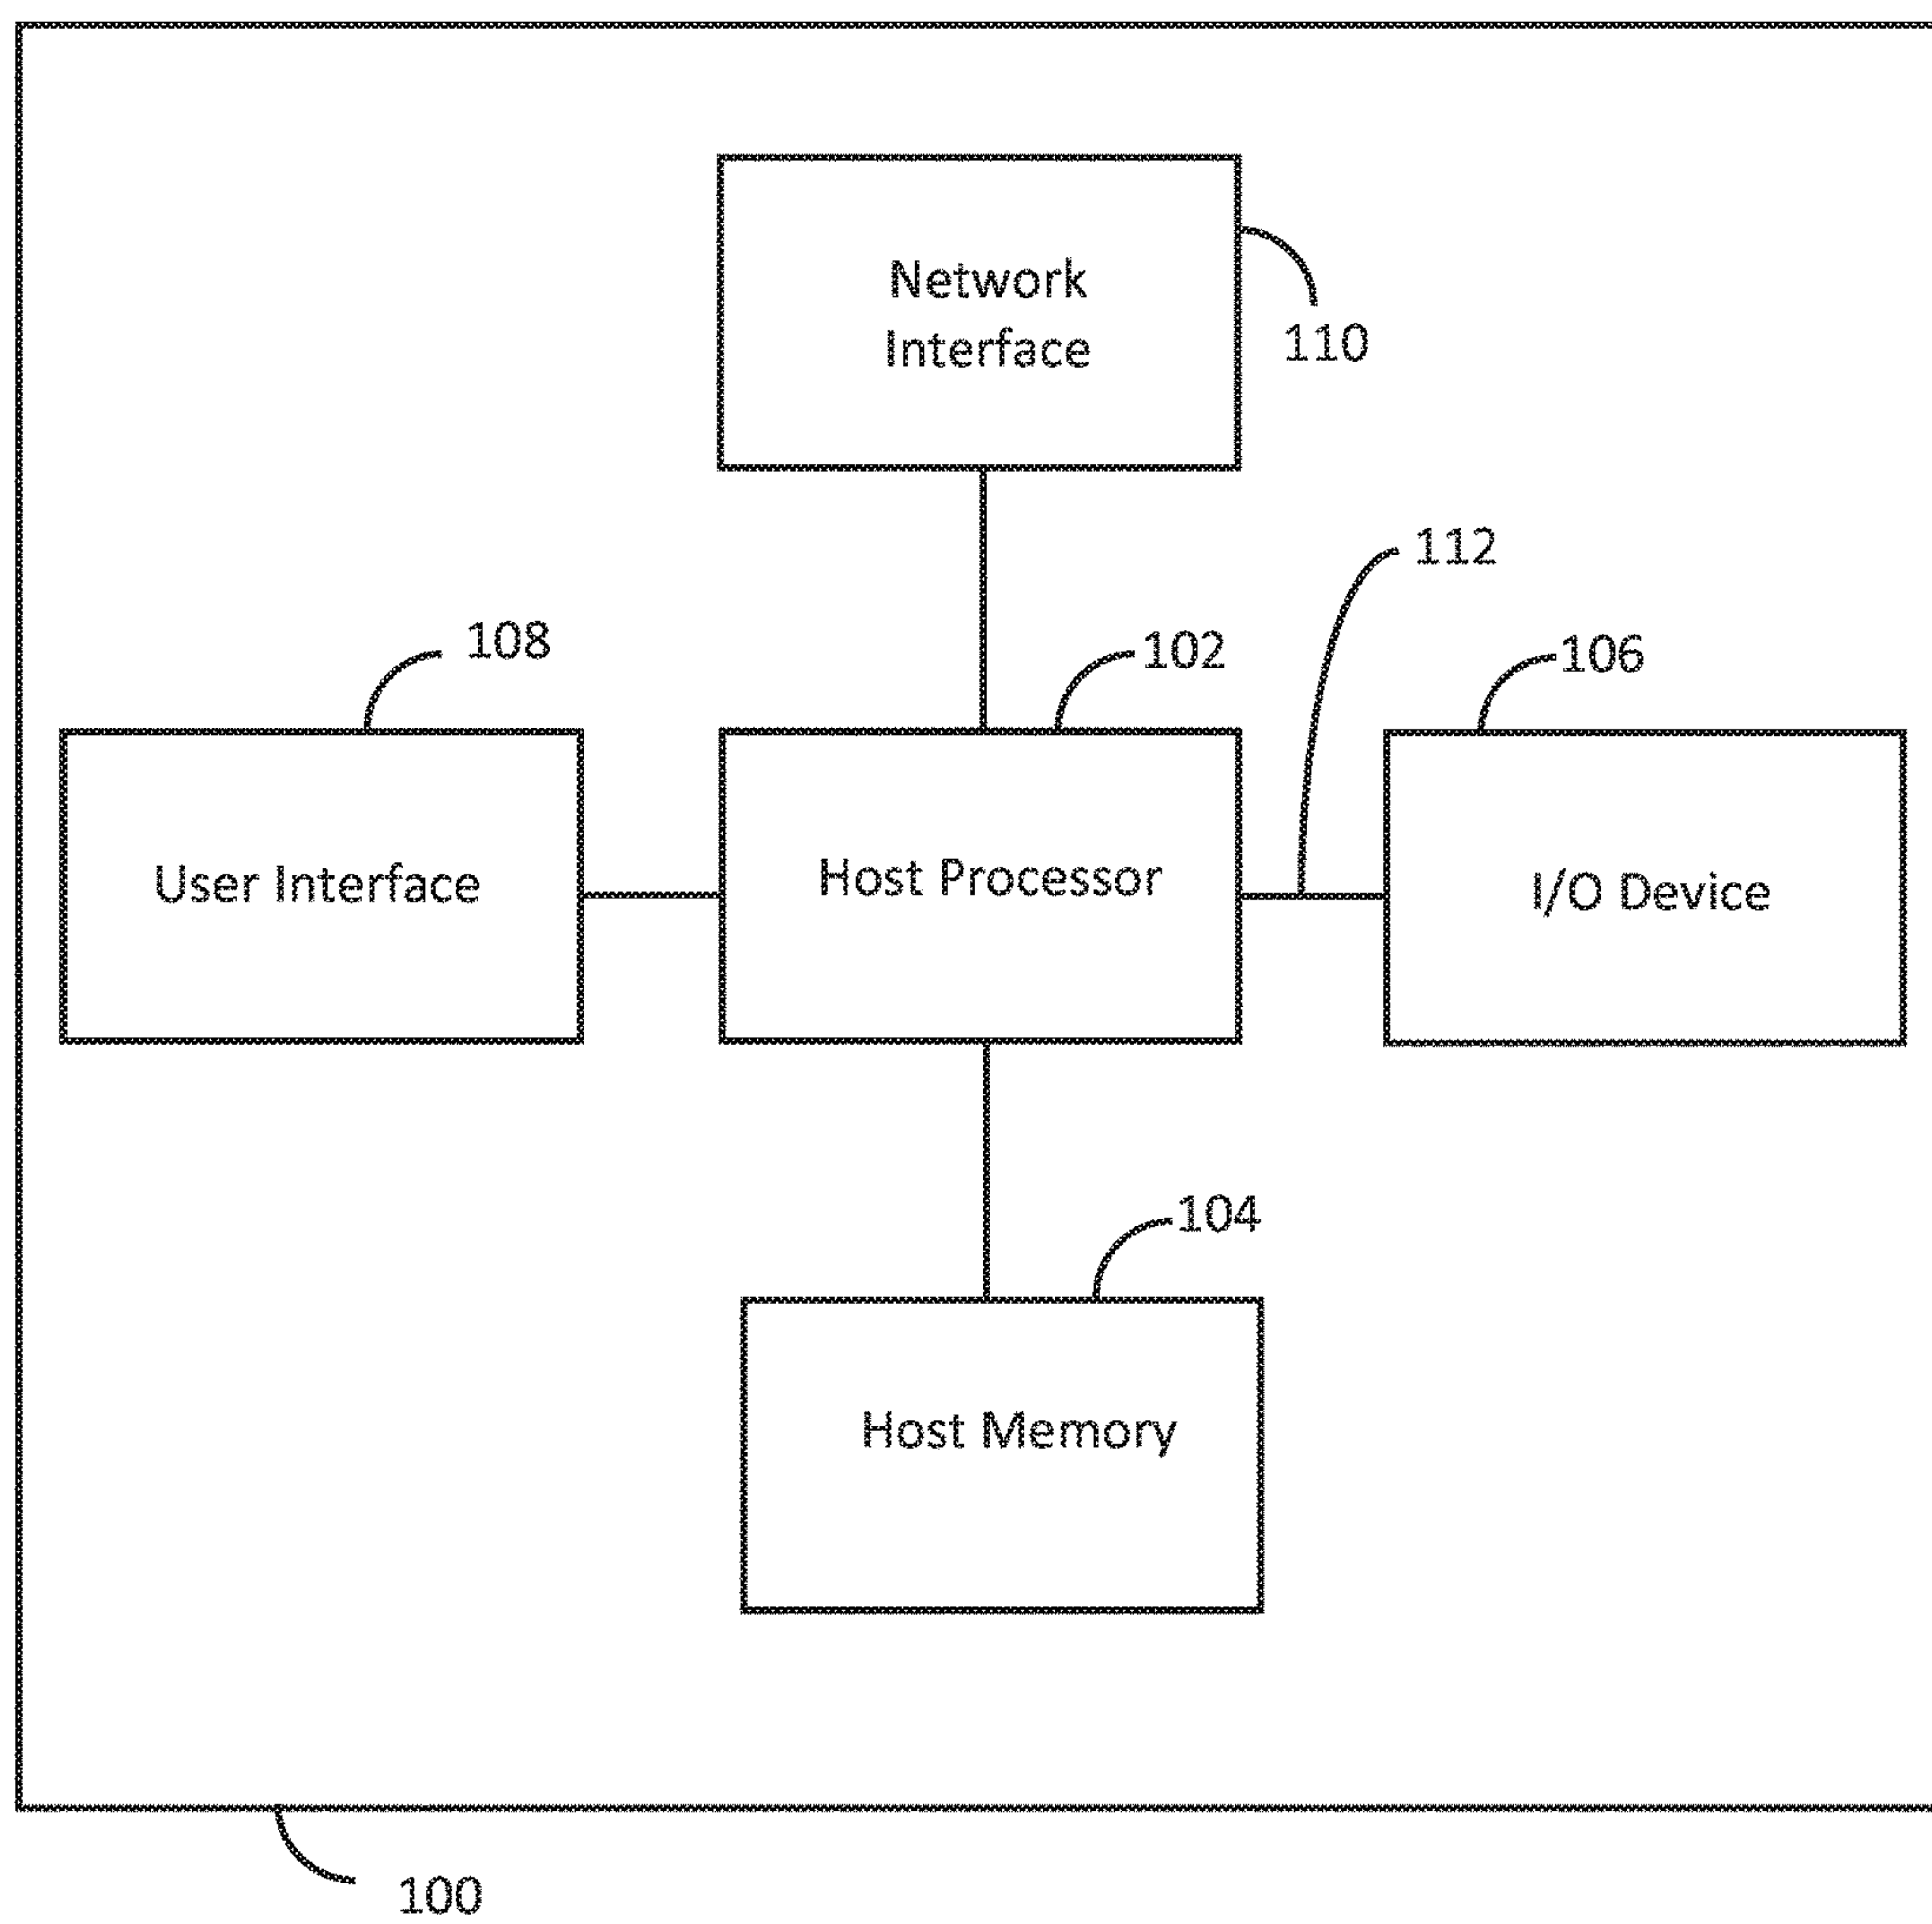 Network
Interface
110
112
108
102
106
User Interface
Host Processor
I/O Device
104
Host Memory
100